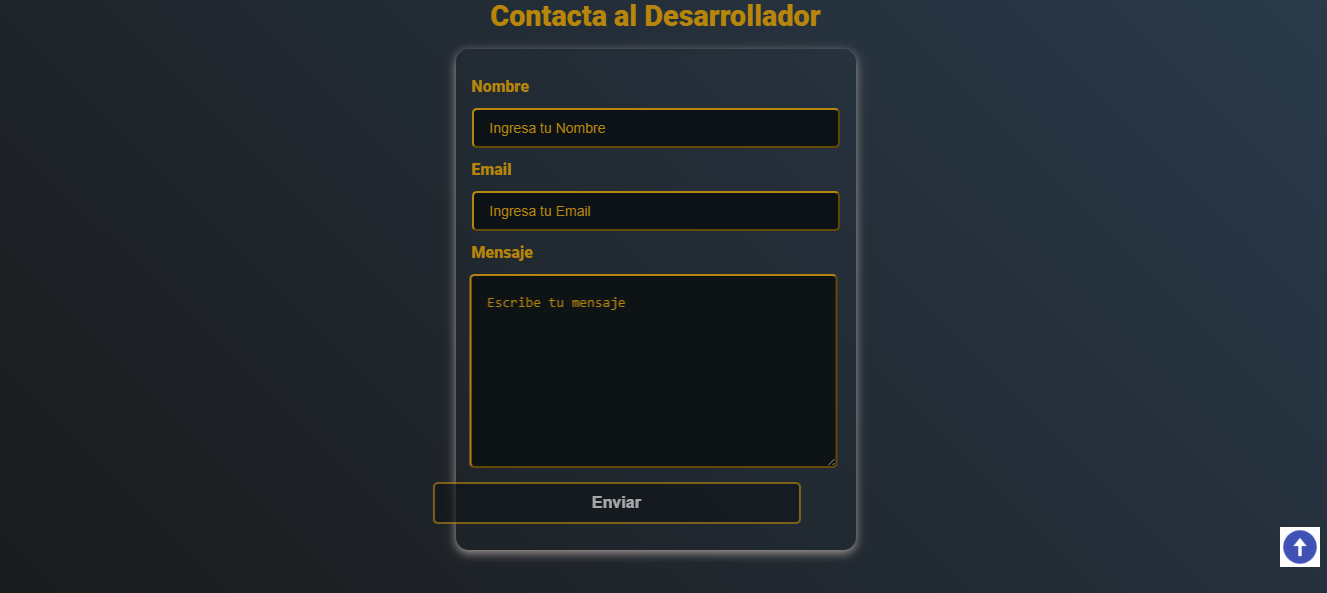 Contacta al Desarrollador
Nombre
Ingresa tu Nombre
Email
Ingresa tu Email
Mensaje
Escribe tu mensaje
Enviar